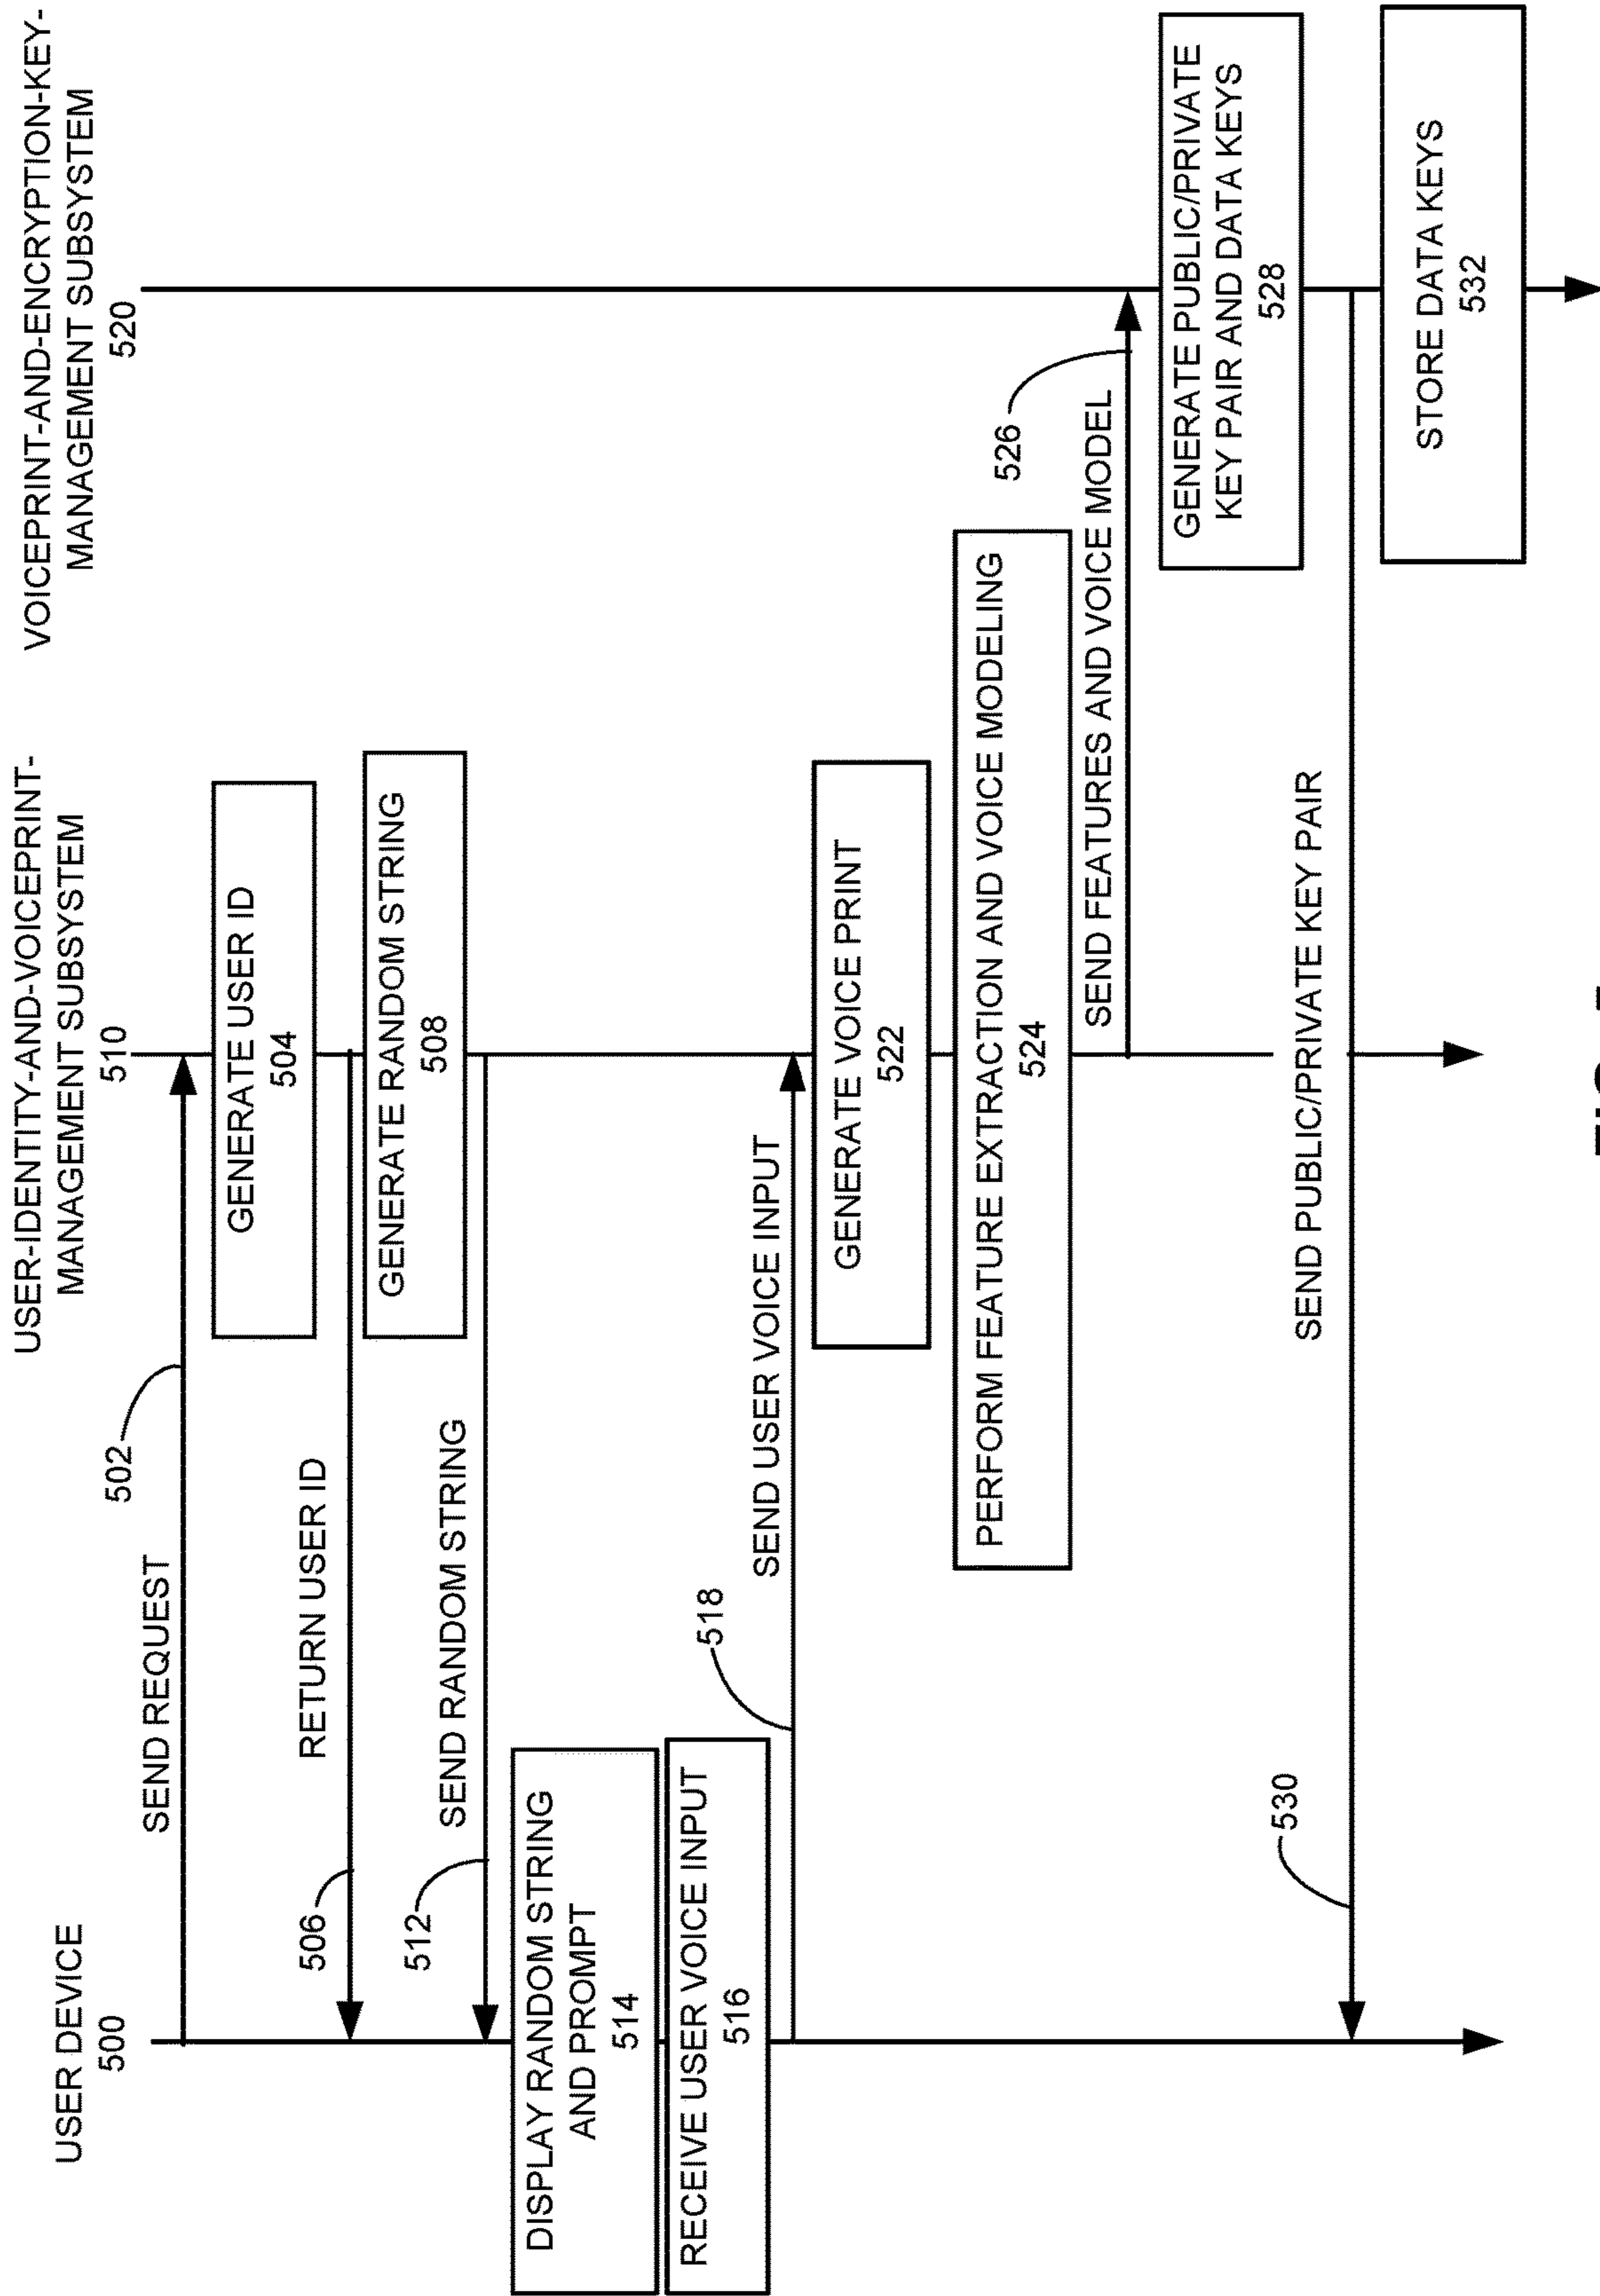 USER DEVICE
500
USER-IDENTITY-AND-VOICEPRINT-
MANAGEMENT SUBSYSTEM
510
VOICEPRINT-AND-ENCRYPTION-KEY-
MANAGEMENT SUBSYSTEM
520
SEND REQUEST
502
GENERATE USER ID
504
RETURN USER ID
506
GENERATE RANDOM STRING
508
SEND RANDOM STRING
512
DISPLAY RANDOM STRING
AND PROMPT
514
RECEIVE USER VOICE INPUT
516
SEND USER VOICE INPUT
518
GENERATE VOICE PRINT
522
PERFORM FEATURE EXTRACTION AND VOICE MODELING
524
SEND FEATURES AND VOICE MODEL
526
GENERATE PUBLIC/PRIVATE
KEY PAIR AND DATA KEYS
528
SEND PUBLIC/PRIVATE KEY PAIR
530
STORE DATA KEYS
532